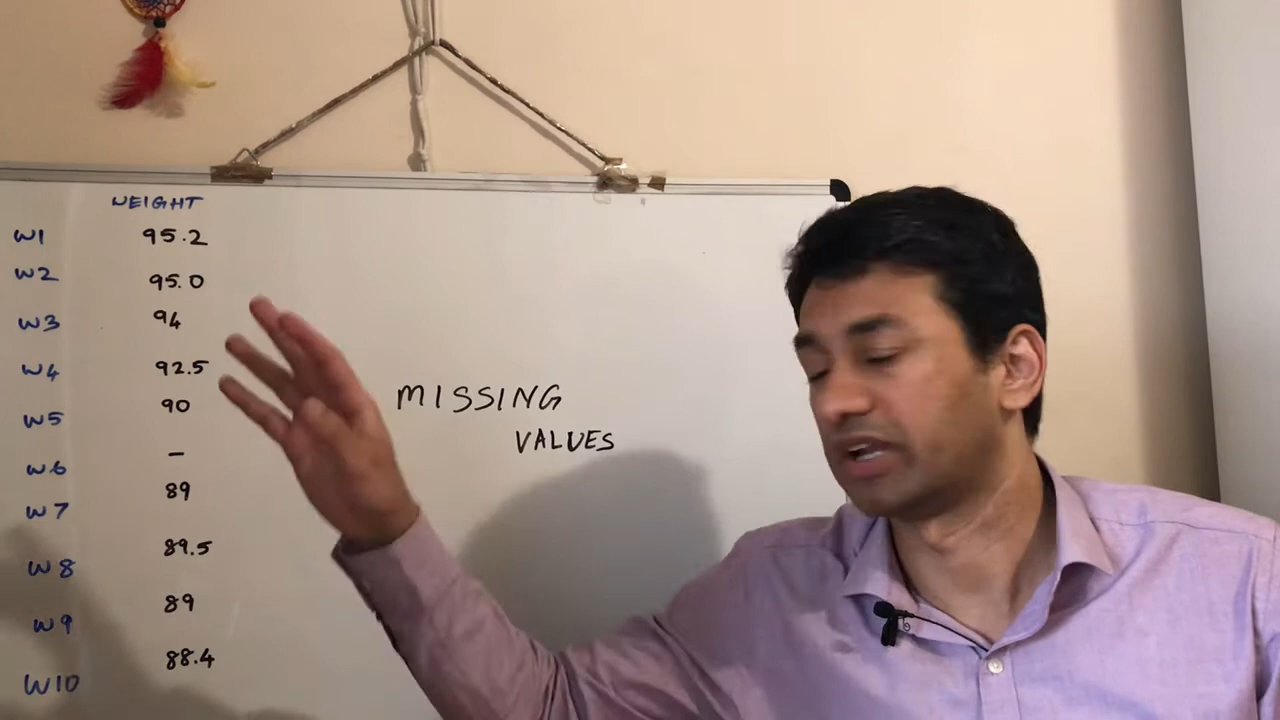 WEIGHT
W1 95.2
W2 95.0
W3 94
W4 92.5
W5 90
W6 –
W7 89
W8 89.5
W9 89
W10 88.4
MISSING
VALUES